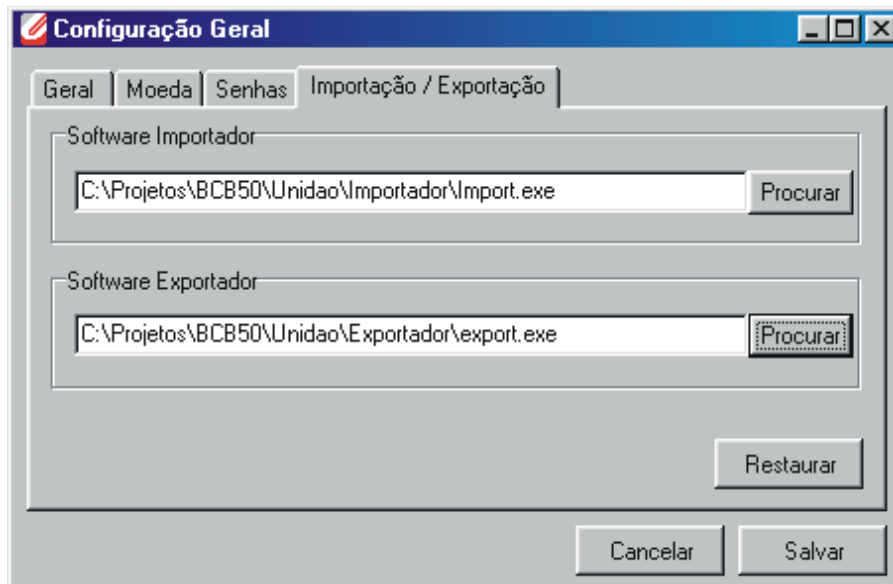 Configuração Geral
Geral Moeda Senhas Importação / Exportação
Software Importador
C:\Projetos\BCB50\Unidao\Importador\Import.exe Procurar
Software Exportador
C:\Projetos\BCB50\Unidao\Exportador\export.exe Procurar
Restaurar
Cancelar Salvar